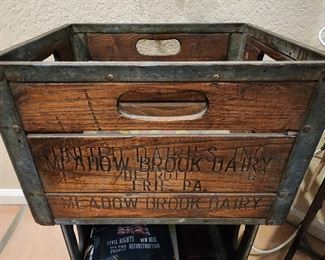 UNITED DAIRIES INC.
MEADOW BROOK DAIRY
DETROIT
ERIE, PA.
MEADOW BROOK DAIRY
CIVIL RIGHTS NEW DEAL
RECONSTRUCTION